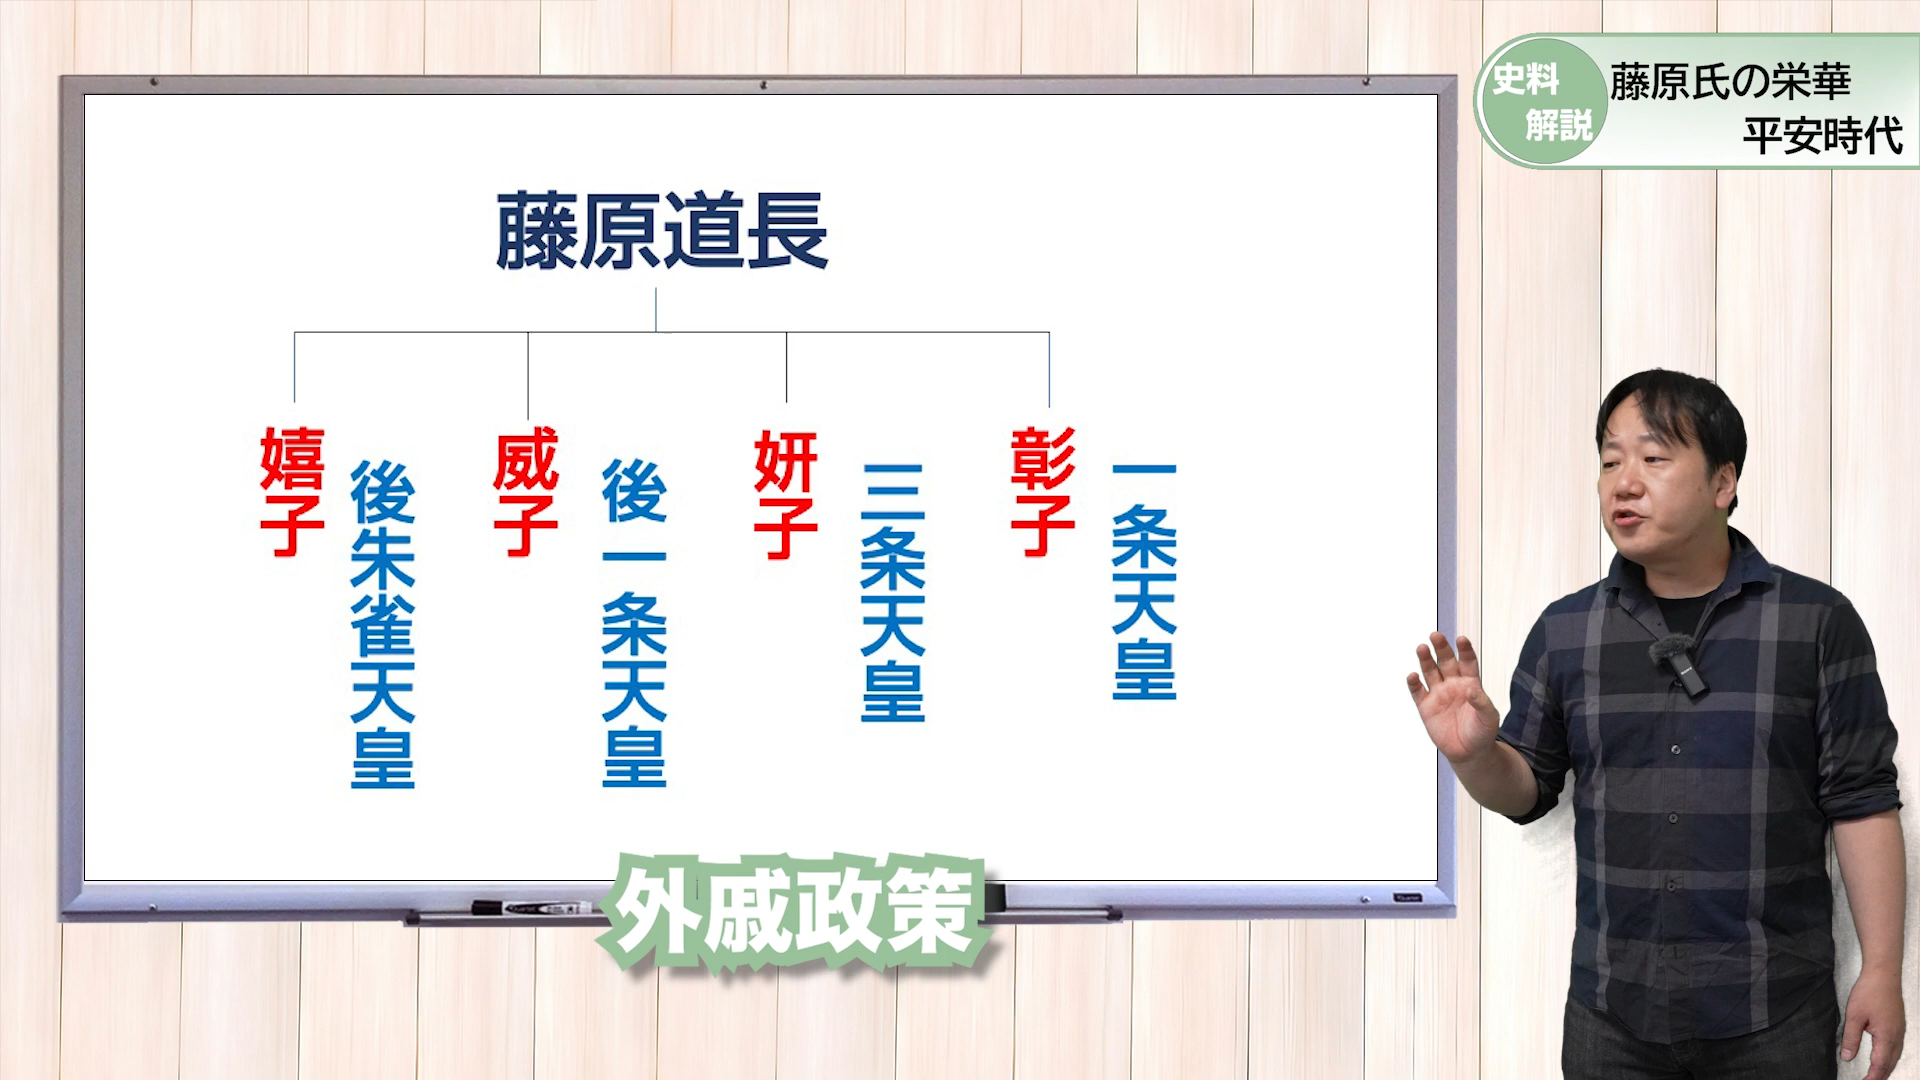 史料
解説
藤原氏の栄華
平安時代
藤原道長
一条天皇
彰子
三条天皇
妍子
後一条天皇
威子
後朱雀天皇
嬉子
外戚政策